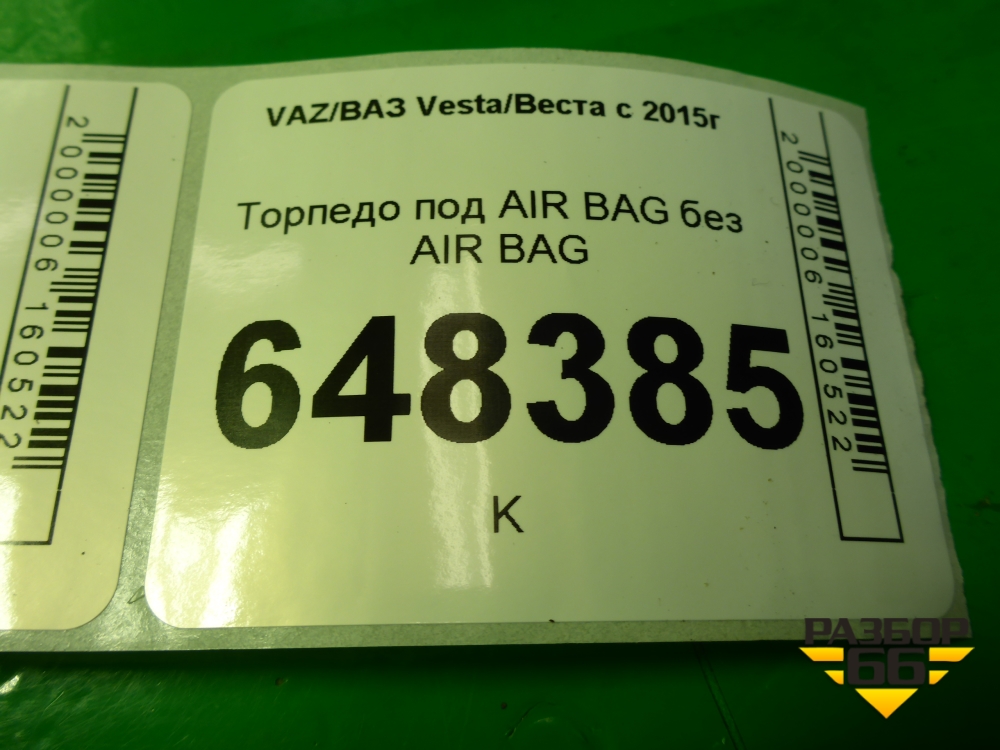 VAZ/ВАЗ Vesta/Веста с 2015г
Торпедо под AIR BAG без
AIR BAG
648385
К
2000006160522
2000006160522
РАЗБОР
66